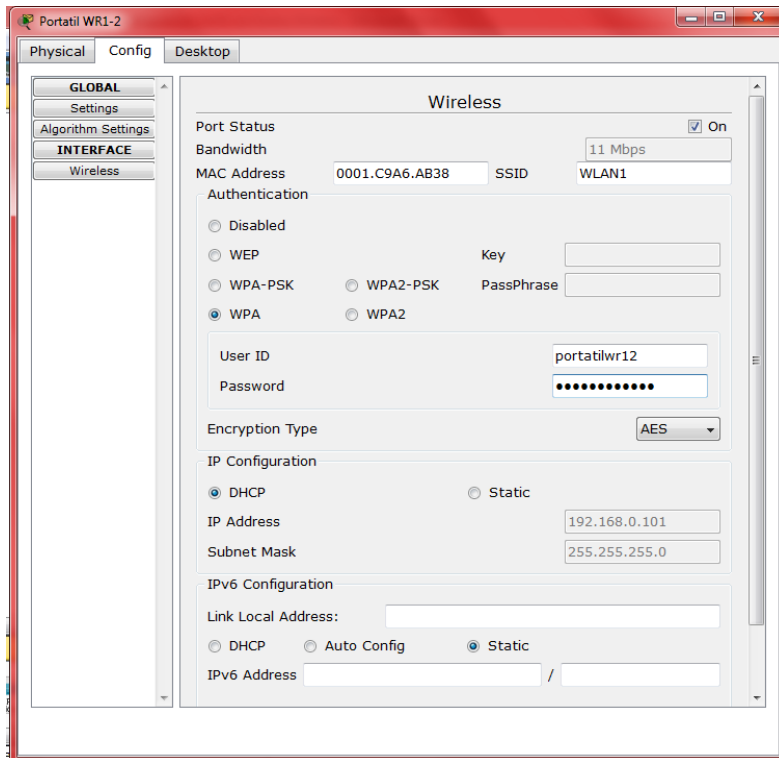 Portatil WR1-2
Physical Config Desktop
GLOBAL
Settings
Algorithm Settings
INTERFACE
Wireless
Wireless
Port Status On
Bandwidth 11 Mbps
MAC Address 0001.C9A6.AB38 SSID WLAN1
Authentication
Disabled
WEP Key
WPA-PSK WPA2-PSK PassPhrase
WPA WPA2
User ID portatilwr12
Password ●●●●●●●●●●●●
Encryption Type AES
IP Configuration
DHCP Static
IP Address 192.168.0.101
Subnet Mask 255.255.255.0
IPv6 Configuration
Link Local Address:
DHCP Auto Config Static
IPv6 Address /